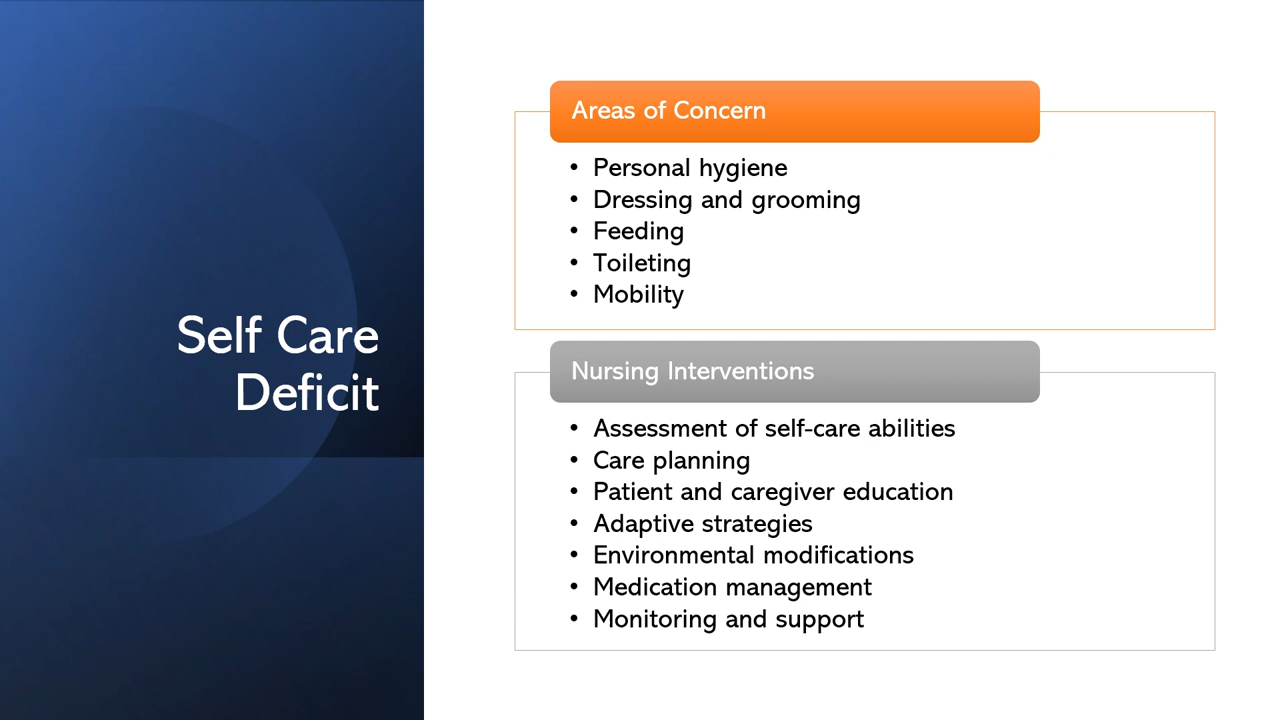 Self Care
Deficit
Areas of Concern
• Personal hygiene
• Dressing and grooming
• Feeding
• Toileting
• Mobility
Nursing Interventions
• Assessment of self-care abilities
• Care planning
• Patient and caregiver education
• Adaptive strategies
• Environmental modifications
• Medication management
• Monitoring and support